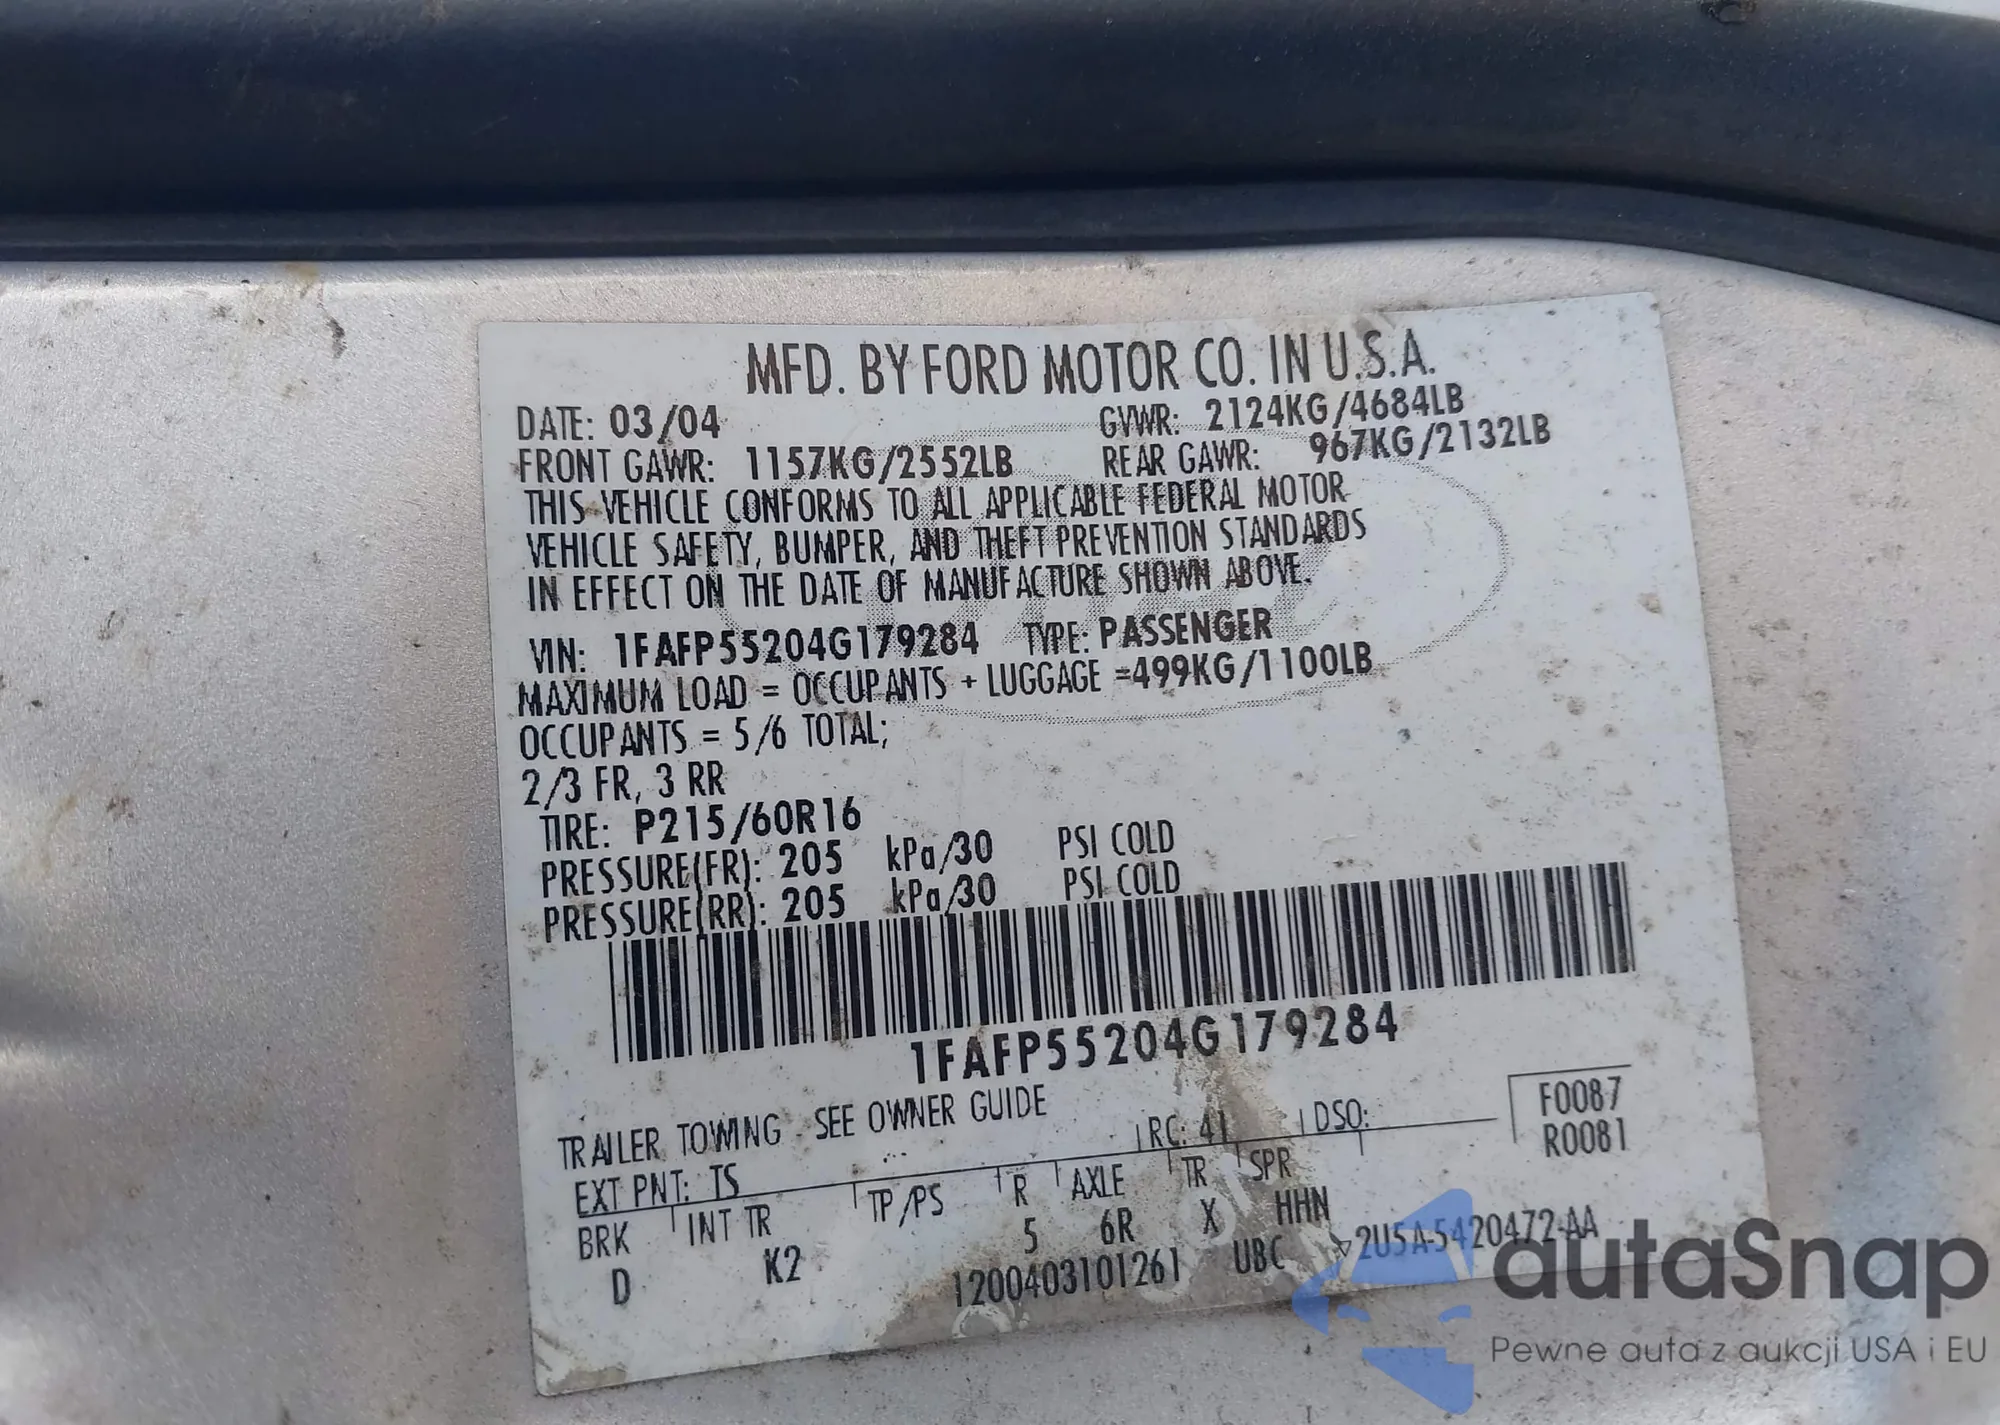 MFD. BY FORD MOTOR CO. IN U.S.A.
DATE: 03/04 GVWR: 2124KG/4684LB
FRONT GAWR: 1157KG/2552LB REAR GAWR: 967KG/2132LB
THIS VEHICLE CONFORMS TO ALL APPLICABLE FEDERAL MOTOR
VEHICLE SAFETY, BUMPER, AND THEFT PREVENTION STANDARDS
IN EFFECT ON THE DATE OF MANUFACTURE SHOWN ABOVE.
VIN: 1FAFP55204G179284 TYPE: PASSENGER
MAXIMUM LOAD = OCCUPANTS + LUGGAGE =499KG/1100LB
OCCUPANTS = 5/6 TOTAL;
2/3 FR, 3 RR
TIRE: P215/60R16
PRESSURE(FR): 205 kPa/30 PSI COLD
PRESSURE(RR): 205 kPa/30 PSI COLD
1FAFP55204G179284
TRAILER TOWING - SEE OWNER GUIDE
EXT PNT: TS RC: 41 DSO: F0087
R0081
BRK INT TR TP/PS R AXLE TR SPR
D K2 5 6R X HHN
1200403101261 UBC 2U5A-5420472-AA
autaSnap
Pewne auta z aukcji USA i EU